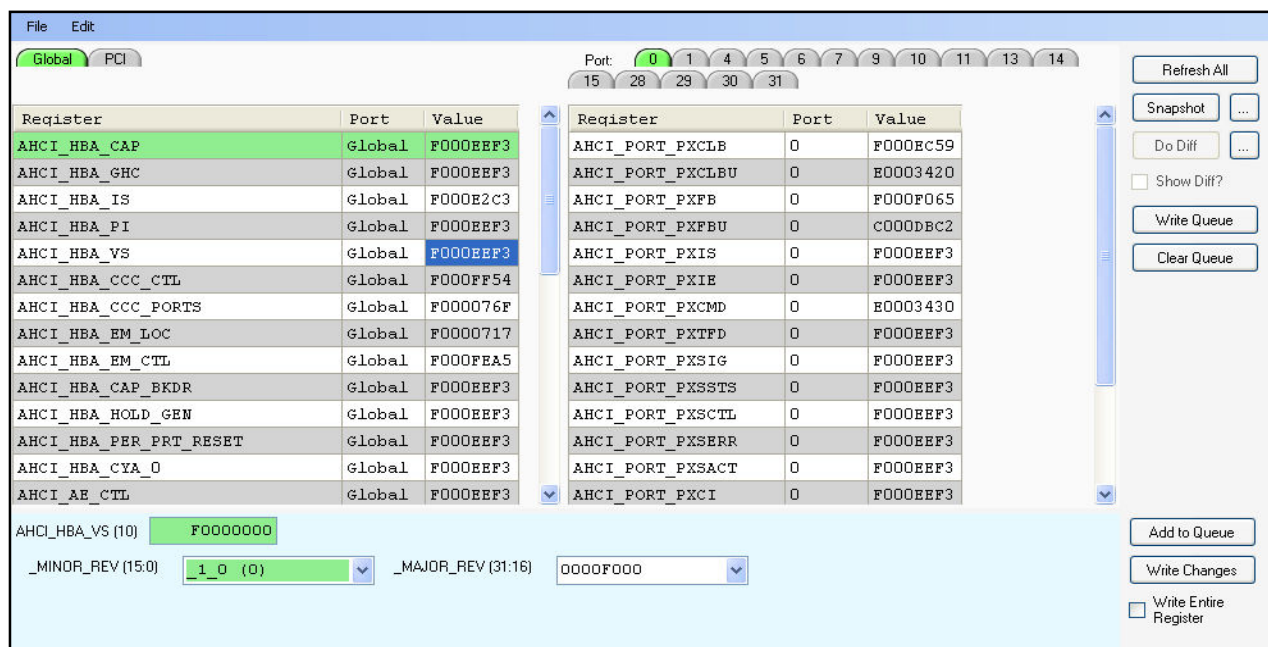 File Edit
Global PCI
Port: 0 1 4 5 6 7 9 10 11 13 14
15 28 29 30 31
Refresh All
Snapshot ...
Do Diff ...
Show Diff?
Write Queue
Clear Queue
Register Port Value
AHCI_HBA_CAP Global F000EEF3
AHCI_HBA_GHC Global F000EEF3
AHCI_HBA_IS Global F000E2C3
AHCI_HBA_PI Global F000EEF3
AHCI_HBA_VS Global F000EEF3
AHCI_HBA_CCC_CTL Global F000FF54
AHCI_HBA_CCC_PORTS Global F000076F
AHCI_HBA_EM_LOC Global F0000717
AHCI_HBA_EM_CTL Global F000FEA5
AHCI_HBA_CAP_BKDR Global F000EEF3
AHCI_HBA_HOLD_GEN Global F000EEF3
AHCI_HBA_PER_PRT_RESET Global F000EEF3
AHCI_HBA_CYA_0 Global F000EEF3
AHCI_AE_CTL Global F000EEF3
Register Port Value
AHCI_PORT_PXCLB 0 F000EC59
AHCI_PORT_PXCLBU 0 E0003420
AHCI_PORT_PXFB 0 F000F065
AHCI_PORT_PXFBU 0 C000DBC2
AHCI_PORT_PXIS 0 F000EEF3
AHCI_PORT_PXIE 0 F000EEF3
AHCI_PORT_PXCMD 0 E0003430
AHCI_PORT_PXTFD 0 F000EEF3
AHCI_PORT_PXSIG 0 F000EEF3
AHCI_PORT_PXSSTS 0 F000EEF3
AHCI_PORT_PXSCTL 0 F000EEF3
AHCI_PORT_PXSERR 0 F000EEF3
AHCI_PORT_PXSACT 0 F000EEF3
AHCI_PORT_PXCI 0 F000EEF3
AHCI_HBA_VS (10) F0000000
_MINOR_REV (15:0) _1_0 (0) _MAJOR_REV (31:16) 0000F000
Add to Queue
Write Changes
Write Entire
Register